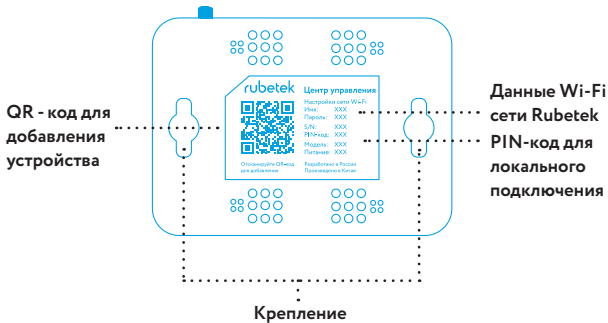 QR - код для
добавления
устройства
rubetek Центр управления
Настройки сети Wi-Fi
Имя: XXX
Пароль: XXX
S/N: XXX
PIN-код: XXX
Модель: XXX
Питание: XXX
Отсканируйте QR-код
для добавления
Разработано в России
Произведено в Китае
Данные Wi-Fi
сети Rubetek
PIN-код для
локального
подключения
Крепление